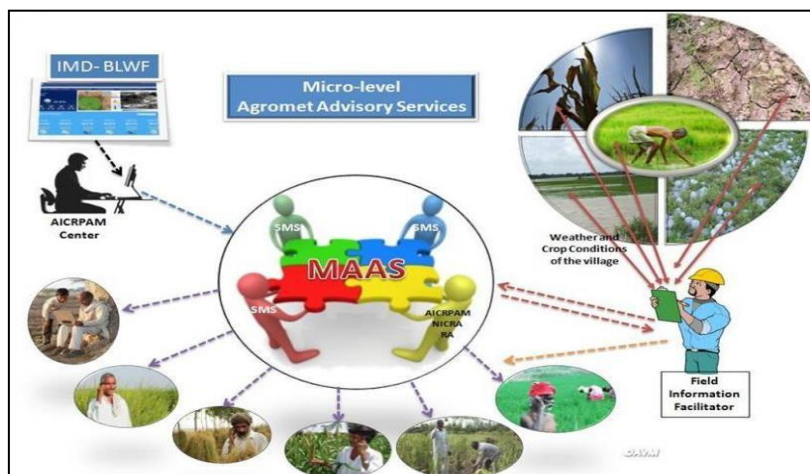 IMD- BLWF
Micro-level
Agromet Advisory Services
AICRPAM
Center
SMS
SMS
MAAS
SMS
AICRPAM
NICRA
RA
Weather and
Crop Conditions
of the village
Field
Information
Facilitator
DAVM